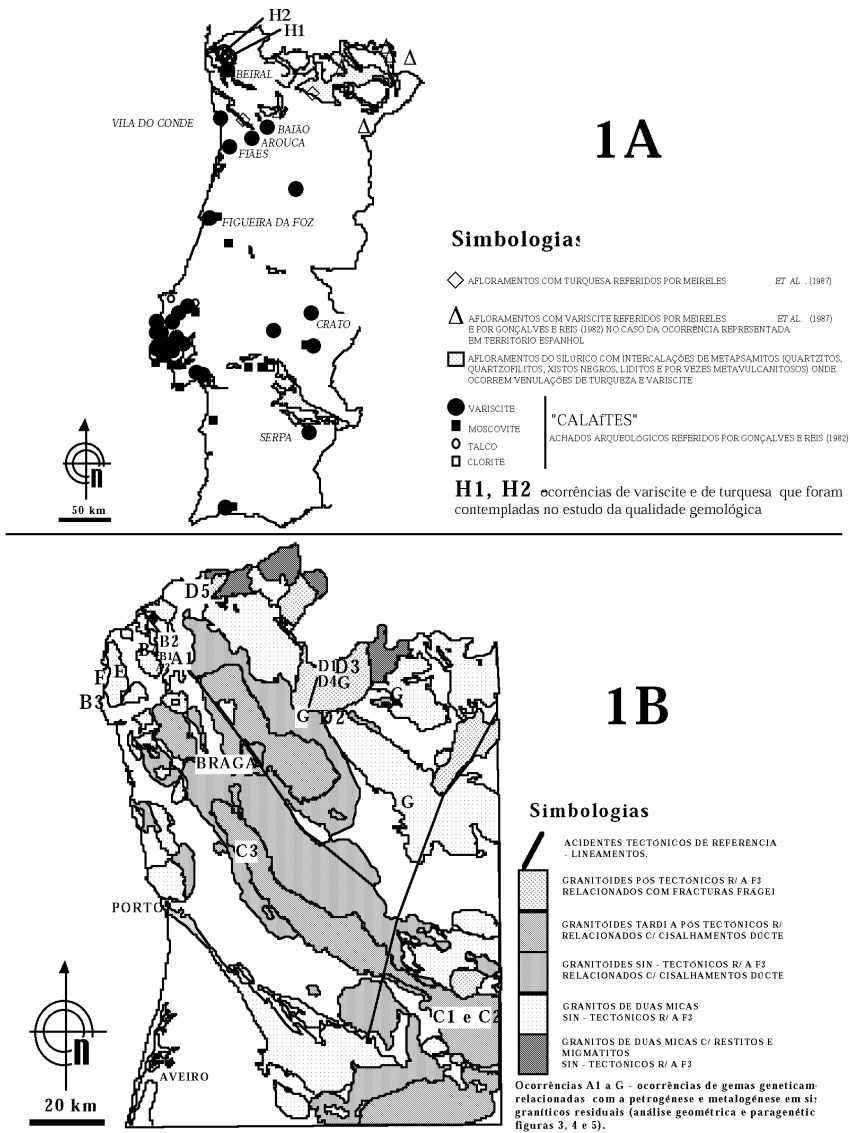 H2
H1
BEIRAL
VILA DO CONDE
BAIÃO
AROUCA
FIÃES
FIGUEIRA DA FOZ
CRATO
SERPA
n
50 km
1A
Simbologias
AFLORAMENTOS COM TURQUESA REFERIDOS POR MEIRELES ET AL . (1987)
AFLORAMENTOS COM VARISCITE REFERIDOS POR MEIRELES ET AL. (1987)
E POR GONÇALVES E REIS (1982) NO CASO DA OCORRÊNCIA REPRESENTADA
EM TERRITÓRIO ESPANHOL
AFLORAMENTOS DO SILÚRICO COM INTERCALAÇÕES DE METAPSAMITOS (QUARTZITOS,
QUARTZOFILITOS, XISTOS NEGROS, LIDITOS E POR VEZES METAVULCANITOSOS) ONDE
OCORREM VENULAÇÕES DE TURQUEZA E VARISCITE
VARISCITE
MOSCOVITE
TALCO
CLORITE
"CALAÍTES"
ACHADOS ARQUEOLÓGICOS REFERIDOS POR GONÇALVES E REIS (1982)
H1, H2 - ocorrências de variscite e de turquesa que foram
contempladas no estudo da qualidade gemológica
D5
B2
B4
B1
A1
A3
F E
B3
D1 D3
D4 G
G D2
G
BRAGA
G
C3
PORTO
C1 e C2
AVEIRO
n
20 km
1B
Simbologias
ACIDENTES TECTÓNICOS DE REFERÊNCIA
- LINEAMENTOS.
GRANITÓIDES PÓS TECTÓNICOS R/ A F3
RELACIONADOS COM FRACTURAS FRÁGEI
GRANITÓIDES TARDI A PÓS TECTÓNICOS R/
RELACIONADOS C/ CISALHAMENTOS DÚCTE
GRANITÓIDES SIN - TECTÓNICOS R/ A F3
RELACIONADOS C/ CISALHAMENTOS DÚCTE
GRANITOS DE DUAS MICAS
SIN - TECTÓNICOS R/ A F3
GRANITOS DE DUAS MICAS C/ RESTITOS E
MIGMATITOS
SIN - TECTÓNICOS R/ A F3
Ocorrências A1 a G - ocorrências de gemas geneticam
relacionadas com a petrogénese e metalogénese em sis
graníticos residuais (análise geométrica e paragenétic
figuras 3, 4 e 5).